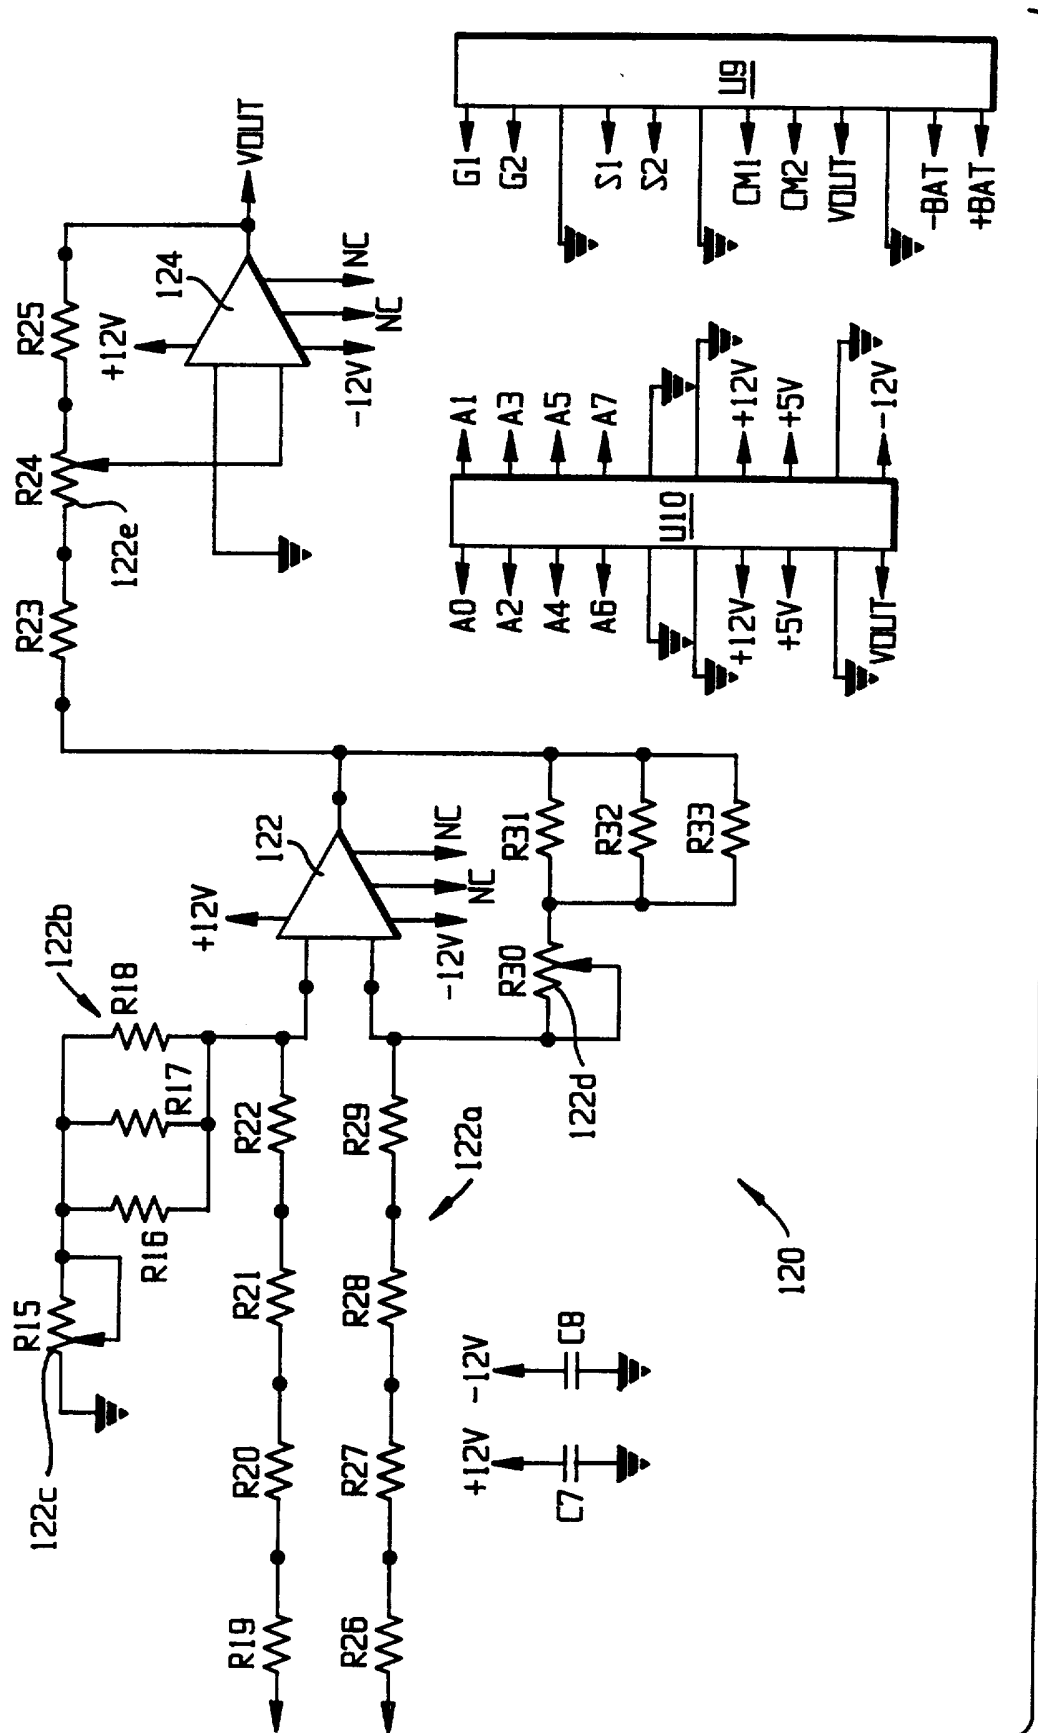 R25
R24
R23
122e
+12V
124
VOUT
-12V
NC
NC
R15
122c
R16
R17
R18
122b
+12V
122
-12V
NC
NC
R19
R20
R21
R22
R26
R27
R28
R29
122a
R30
122d
R31
R32
R33
+12V
-12V
C7
C8
120
U10
A0
A2
A4
A6
+12V
+5V
VOUT
A1
A3
A5
A7
+12V
+5V
-12V
U9
G1
G2
S1
S2
CM1
CM2
VOUT
-BAT
+BAT